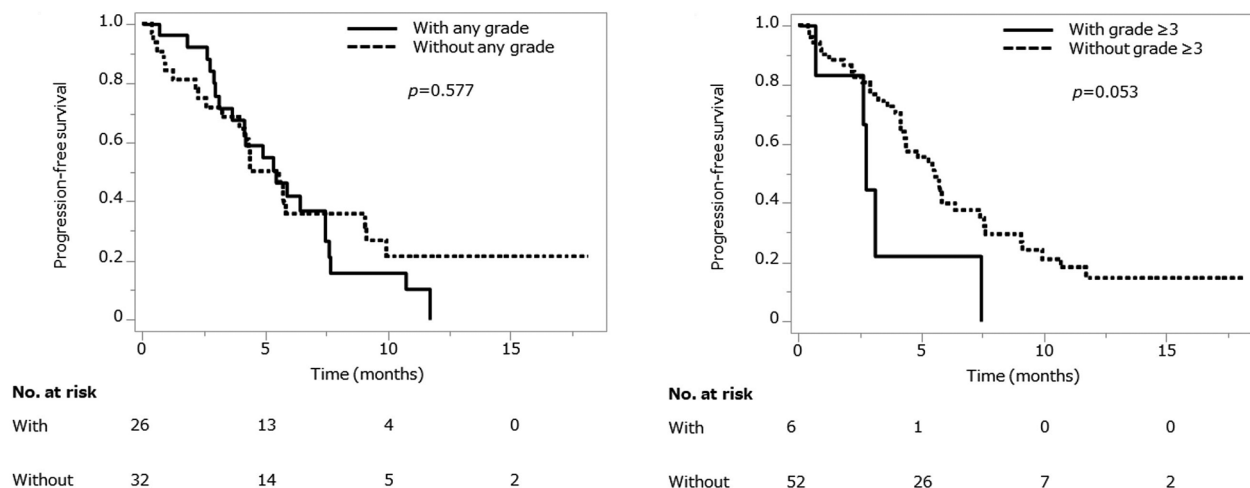 With any grade
Without any grade
p=0.577
Progression-free survival
1.0
0.8
0.6
0.4
0.2
0
0 5 10 15
Time (months)
No. at risk
With 26 13 4 0
Without 32 14 5 2
With grade ≥3
Without grade ≥3
p=0.053
Progression-free survival
1.0
0.8
0.6
0.4
0.2
0
0 5 10 15
Time (months)
No. at risk
With 6 1 0 0
Without 52 26 7 2